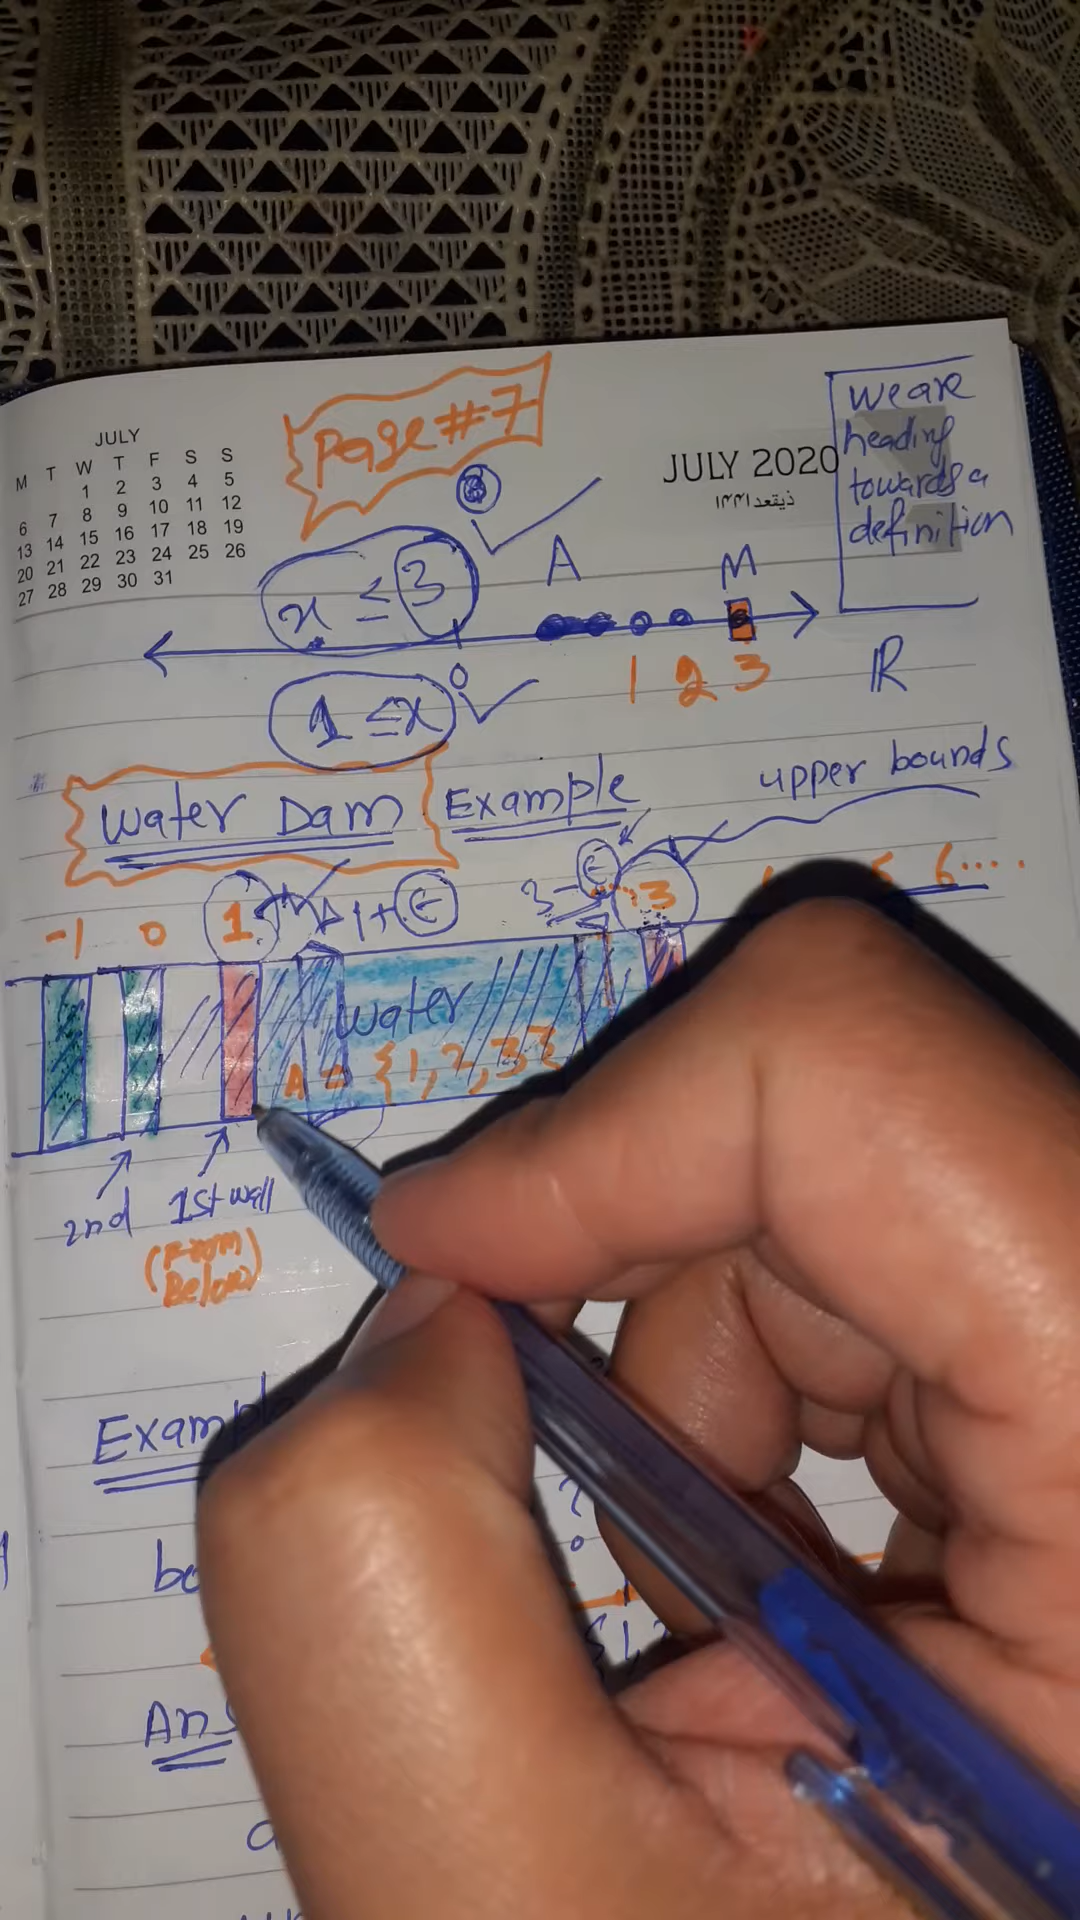 Page #7
JULY
M T W T F S S
1 2 3 4 5
6 7 8 9 10 11 12
13 14 15 16 17 18 19
20 21 22 23 24 25 26
27 28 29 30 31
JULY 2020
ذيقعد ١٤٤١
we are
heading
towards a
definition
x ≤ 3
A
M
0
1 2 3
R
1 ≤ x
Water Dam Example
upper bounds
-1 0 1
1+ϵ
3-ϵ
3
6....
water
A = {1,2,3}
2nd 1st wall
(From
Below)
?